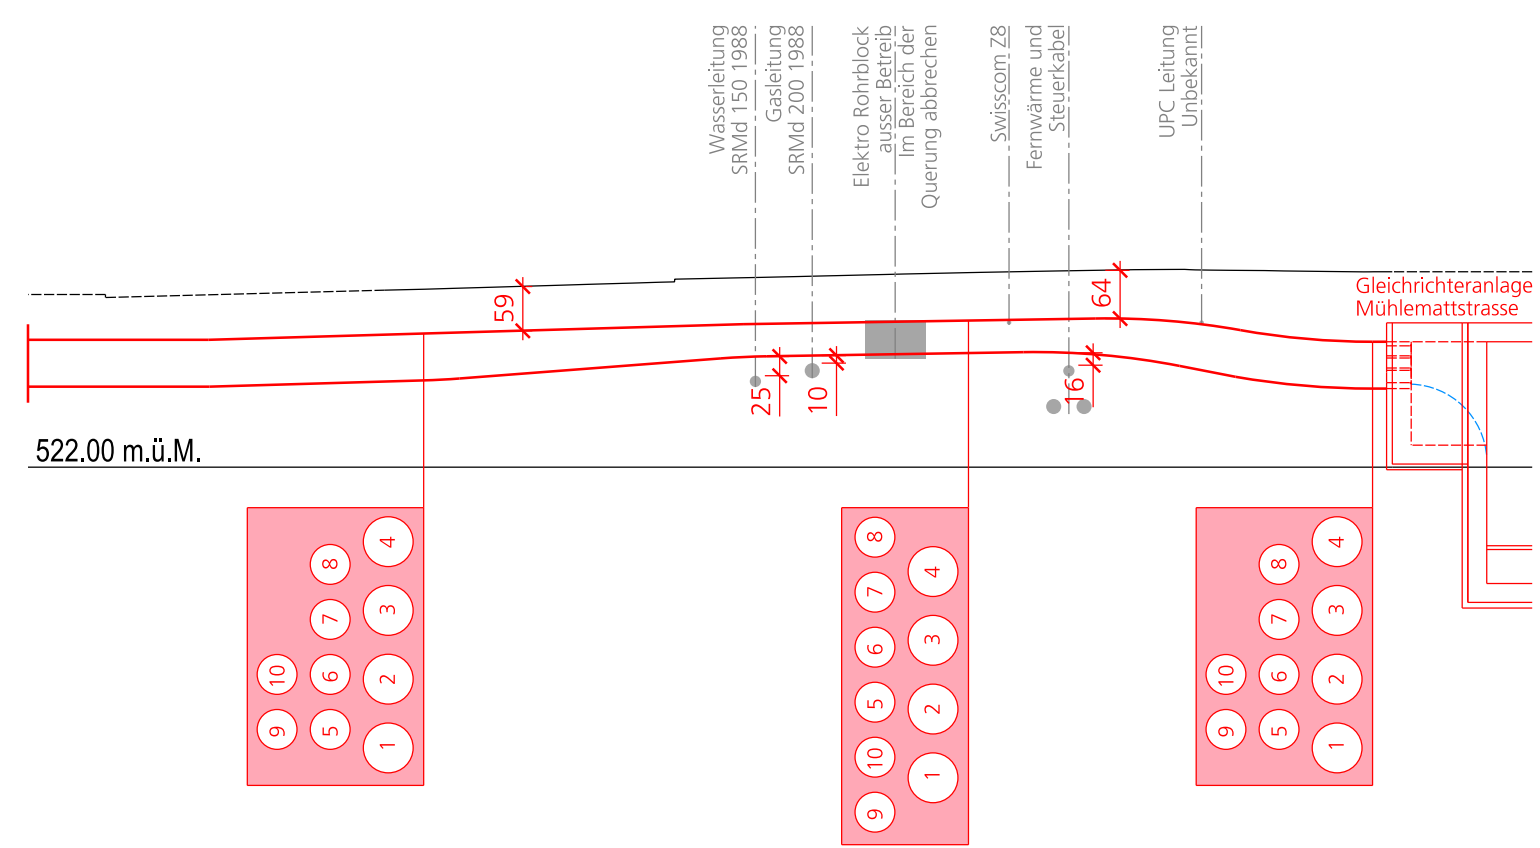 Wasserleitung
SRMd 150 1988
Gasleitung
SRMd 200 1988
Elektro Rohrblock
ausser Betreib
Im Bereich der
Querung abbrechen
Swisscom Z8
Fernwärme und
Steuerkabel
UPC Leitung
Unbekannt
59
64
Gleichrichteranlage
Mühlemattstrasse
25
10
16
522.00 m.ü.M.
4
8
3
7
10
6
2
9
5
1
8
4
7
3
6
5
2
10
1
9
4
8
3
7
10
6
2
9
5
1